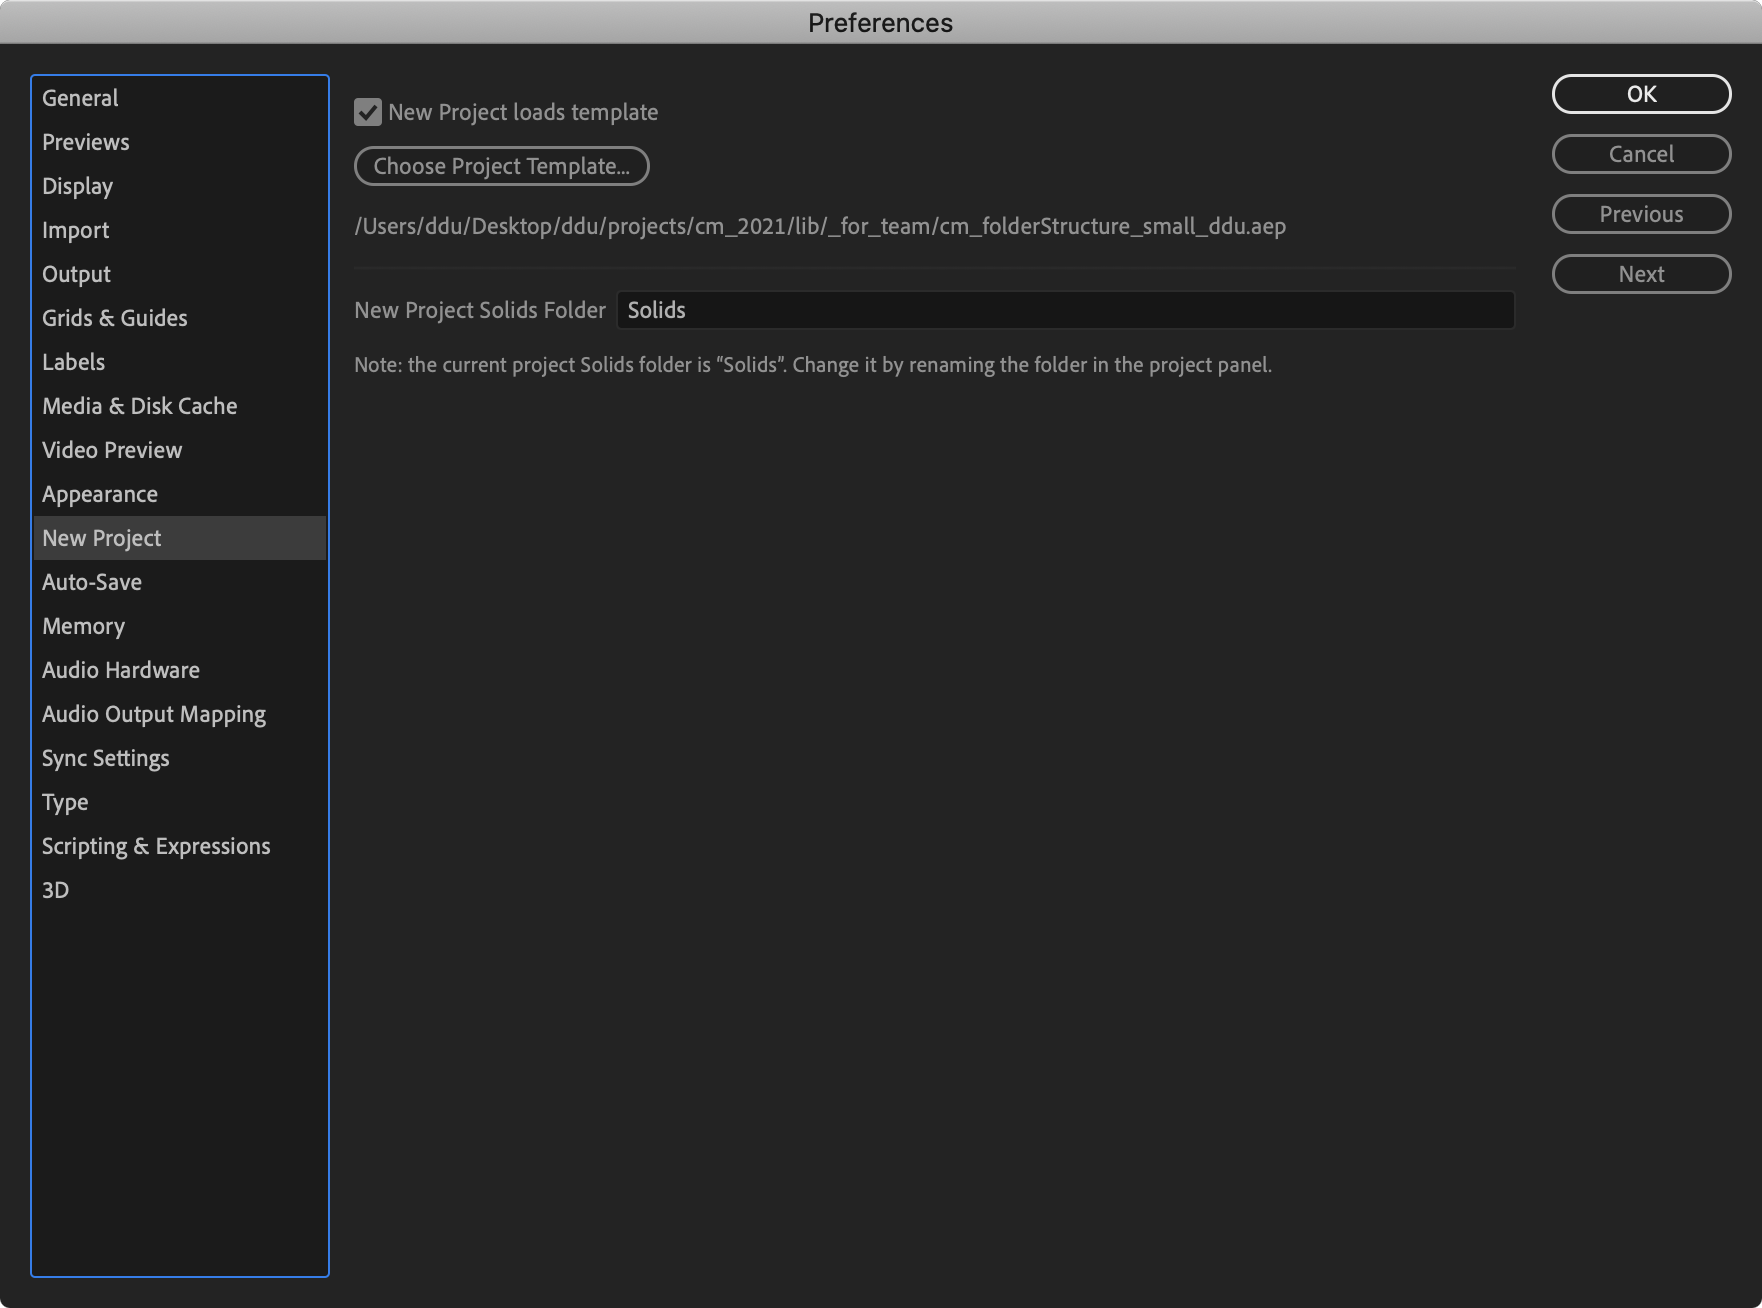 Preferences
General
Previews
Display
Import
Output
Grids & Guides
Labels
Media & Disk Cache
Video Preview
Appearance
New Project
Auto-Save
Memory
Audio Hardware
Audio Output Mapping
Sync Settings
Type
Scripting & Expressions
3D
New Project loads template
Choose Project Template...
/Users/ddu/Desktop/ddu/projects/cm_2021/lib/_for_team/cm_folderStructure_small_ddu.aep
New Project Solids Folder Solids
Note: the current project Solids folder is "Solids". Change it by renaming the folder in the project panel.
OK
Cancel
Previous
Next